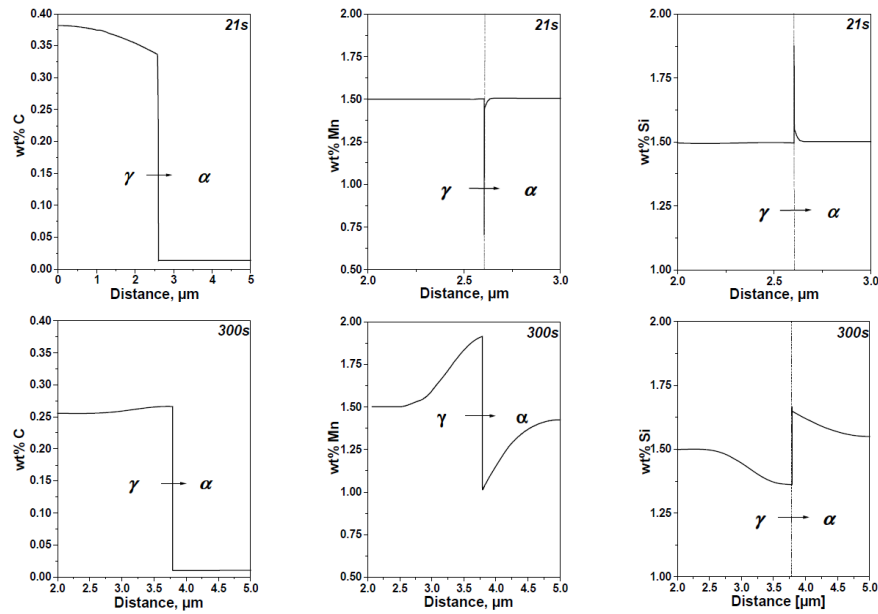 21s
wt% C
0.40
0.35
0.30
0.25
0.20
0.15
0.10
0.05
0.00
γ α
0 1 2 3 4 5
Distance, µm
21s
wt% Mn
2.00
1.75
1.50
1.25
1.00
0.75
0.50
γ α
2.0 2.5 3.0
Distance, µm
21s
wt% Si
2.00
1.75
1.50
1.25
1.00
γ α
2.0 2.5 3.0
Distance, µm
300s
wt% C
0.40
0.35
0.30
0.25
0.20
0.15
0.10
0.05
0.00
γ α
2.0 2.5 3.0 3.5 4.0 4.5 5.0
Distance, µm
300s
wt% Mn
2.00
1.50
1.00
0.50
γ α
2.0 2.5 3.0 3.5 4.0 4.5 5.0
Distance, µm
300s
wt% Si
2.00
1.75
1.50
1.25
1.00
γ α
2.0 2.5 3.0 3.5 4.0 4.5 5.0
Distance [µm]